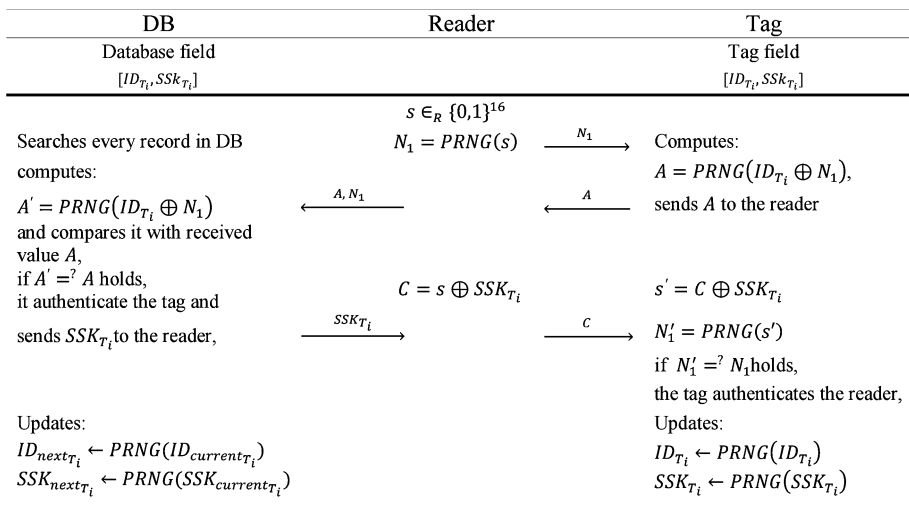 DB Reader Tag
Database field Tag field
[ID_{T_i}, SSk_{T_i}] [ID_{T_i}, SSk_{T_i}]
s ∈_R {0,1}^{16}
Searches every record in DB N_1 = PRNG(s) N_1 Computes:
computes: A = PRNG(ID_{T_i} ⊕ N_1),
A' = PRNG(ID_{T_i} ⊕ N_1) A, N_1 A sends A to the reader
and compares it with received
value A,
if A' =^? A holds, C = s ⊕ SSK_{T_i} s' = C ⊕ SSK_{T_i}
it authenticate the tag and
sends SSK_{T_i}to the reader, SSK_{T_i} C N_1' = PRNG(s')
if N_1' =^? N_1holds,
the tag authenticates the reader,
Updates: Updates:
ID_{next_{T_i}} ← PRNG(ID_{current_{T_i}}) ID_{T_i} ← PRNG(ID_{T_i})
SSK_{next_{T_i}} ← PRNG(SSK_{current_{T_i}}) SSK_{T_i} ← PRNG(SSK_{T_i})